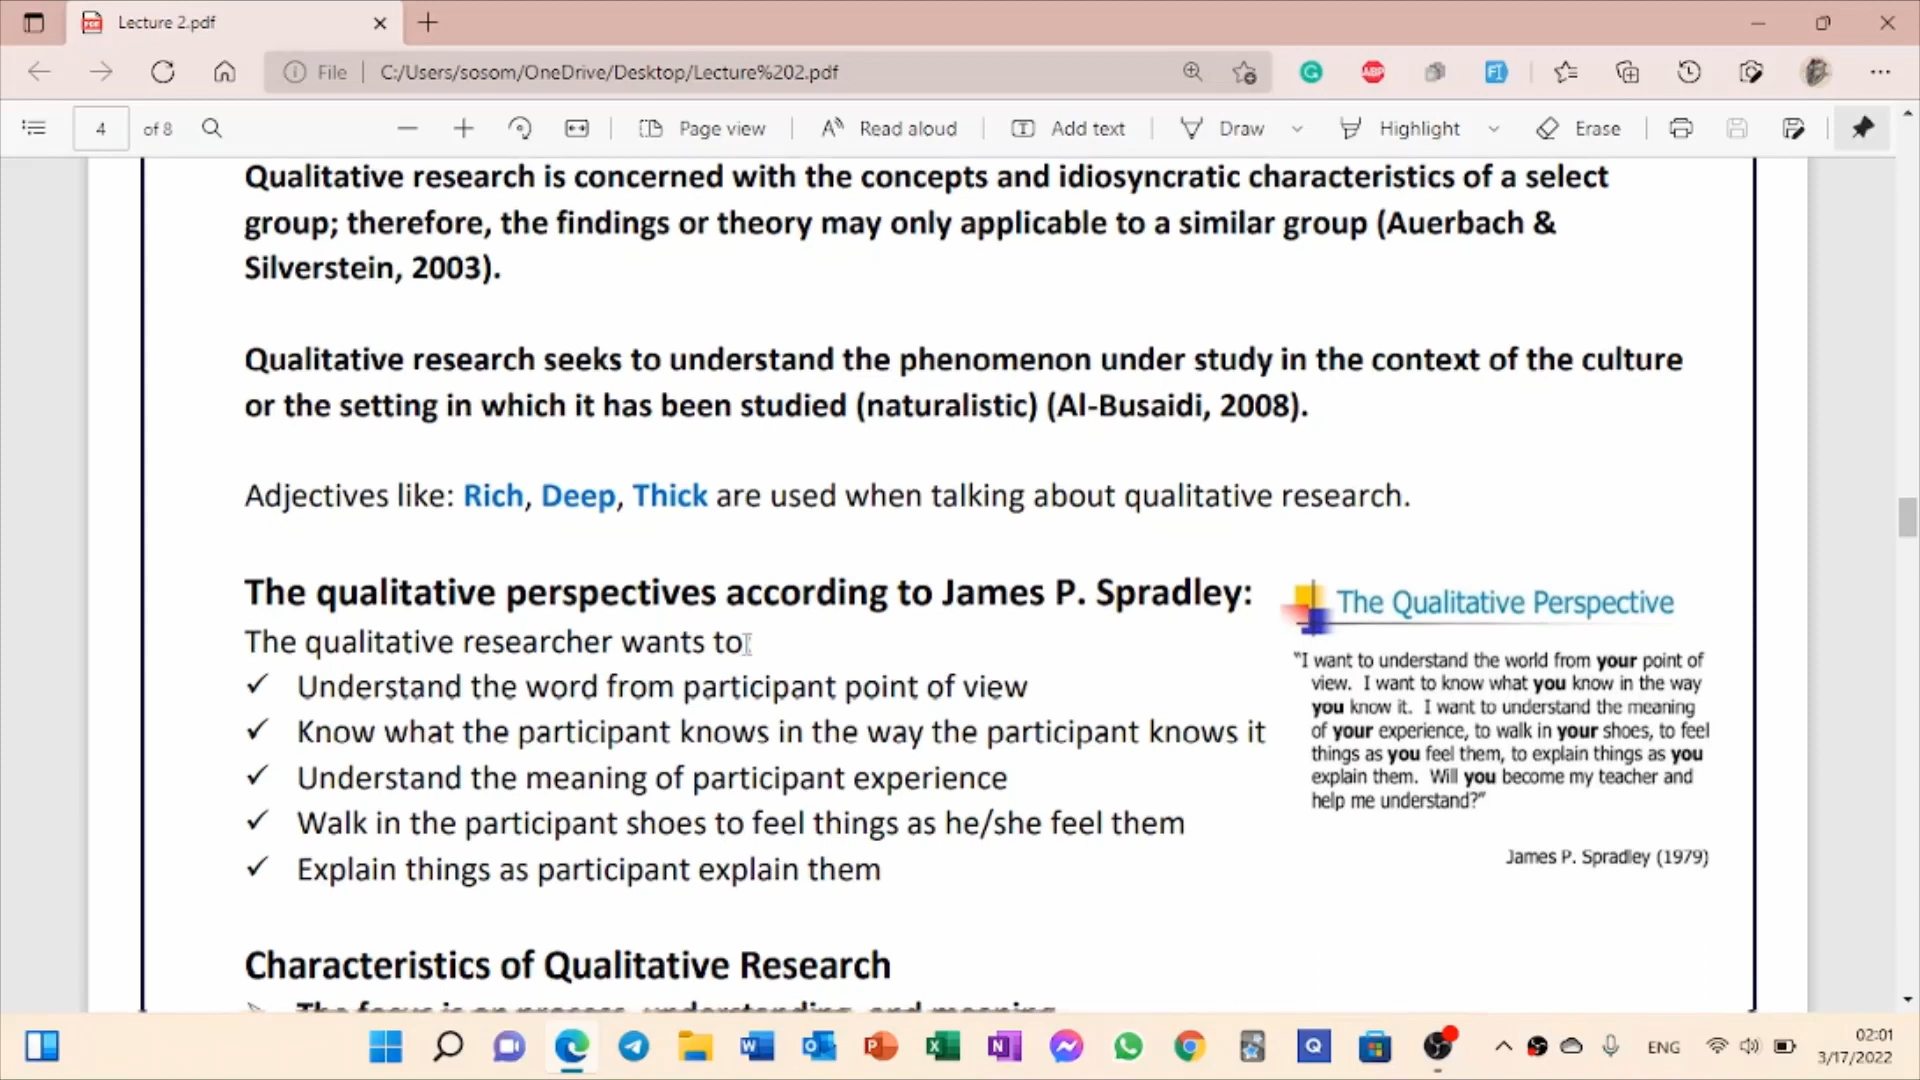 Lecture 2.pdf
File
C:/Users/sosom/OneDrive/Desktop/Lecture%202.pdf
4 of 8
Page view
Read aloud
Add text
Draw
Highlight
Erase
Qualitative research is concerned with the concepts and idiosyncratic characteristics of a select
group; therefore, the findings or theory may only applicable to a similar group (Auerbach &
Silverstein, 2003).
Qualitative research seeks to understand the phenomenon under study in the context of the culture
or the setting in which it has been studied (naturalistic) (Al-Busaidi, 2008).
Adjectives like: Rich, Deep, Thick are used when talking about qualitative research.
The qualitative perspectives according to James P. Spradley:
The qualitative researcher wants to
✓ Understand the word from participant point of view
✓ Know what the participant knows in the way the participant knows it
✓ Understand the meaning of participant experience
✓ Walk in the participant shoes to feel things as he/she feel them
✓ Explain things as participant explain them
The Qualitative Perspective
"I want to understand the world from your point of
view. I want to know what you know in the way
you know it. I want to understand the meaning
of your experience, to walk in your shoes, to feel
things as you feel them, to explain things as you
explain them. Will you become my teacher and
help me understand?"
James P. Spradley (1979)
Characteristics of Qualitative Research
The focus is on process, understanding, and meaning
ENG
02:01
3/17/2022